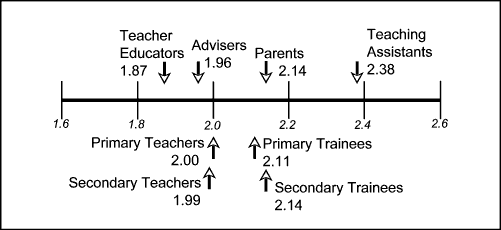 Teacher
Educators
1.87
Advisers
1.96
Parents
2.14
Teaching
Assistants
2.38
1.6
1.8
2.0
2.2
2.4
2.6
Primary Teachers
2.00
Primary Trainees
2.11
Secondary Teachers
1.99
Secondary Trainees
2.14